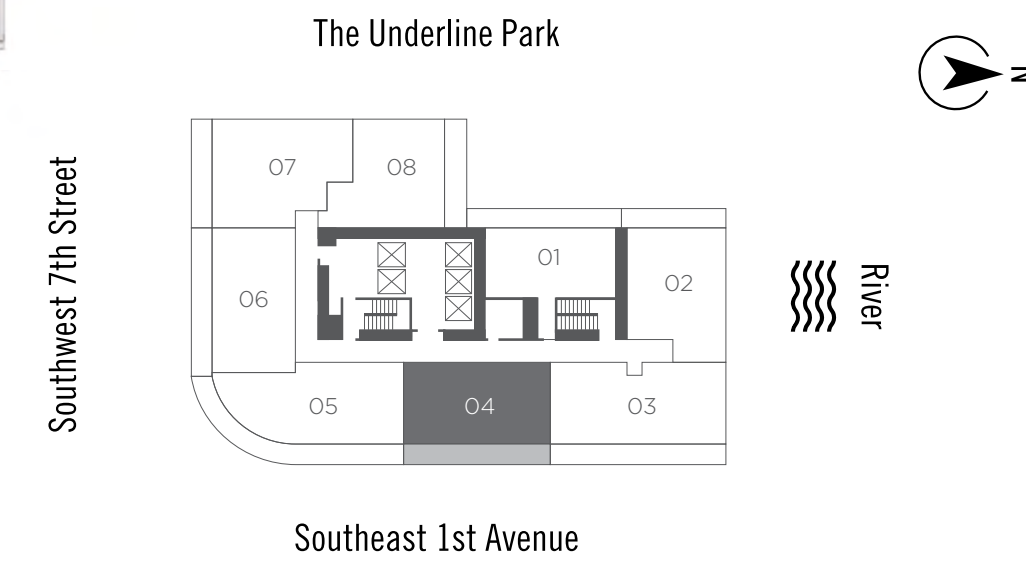 The Underline Park
N
Southwest 7th Street
07
08
01
02
06
River
05
04
03
Southeast 1st Avenue